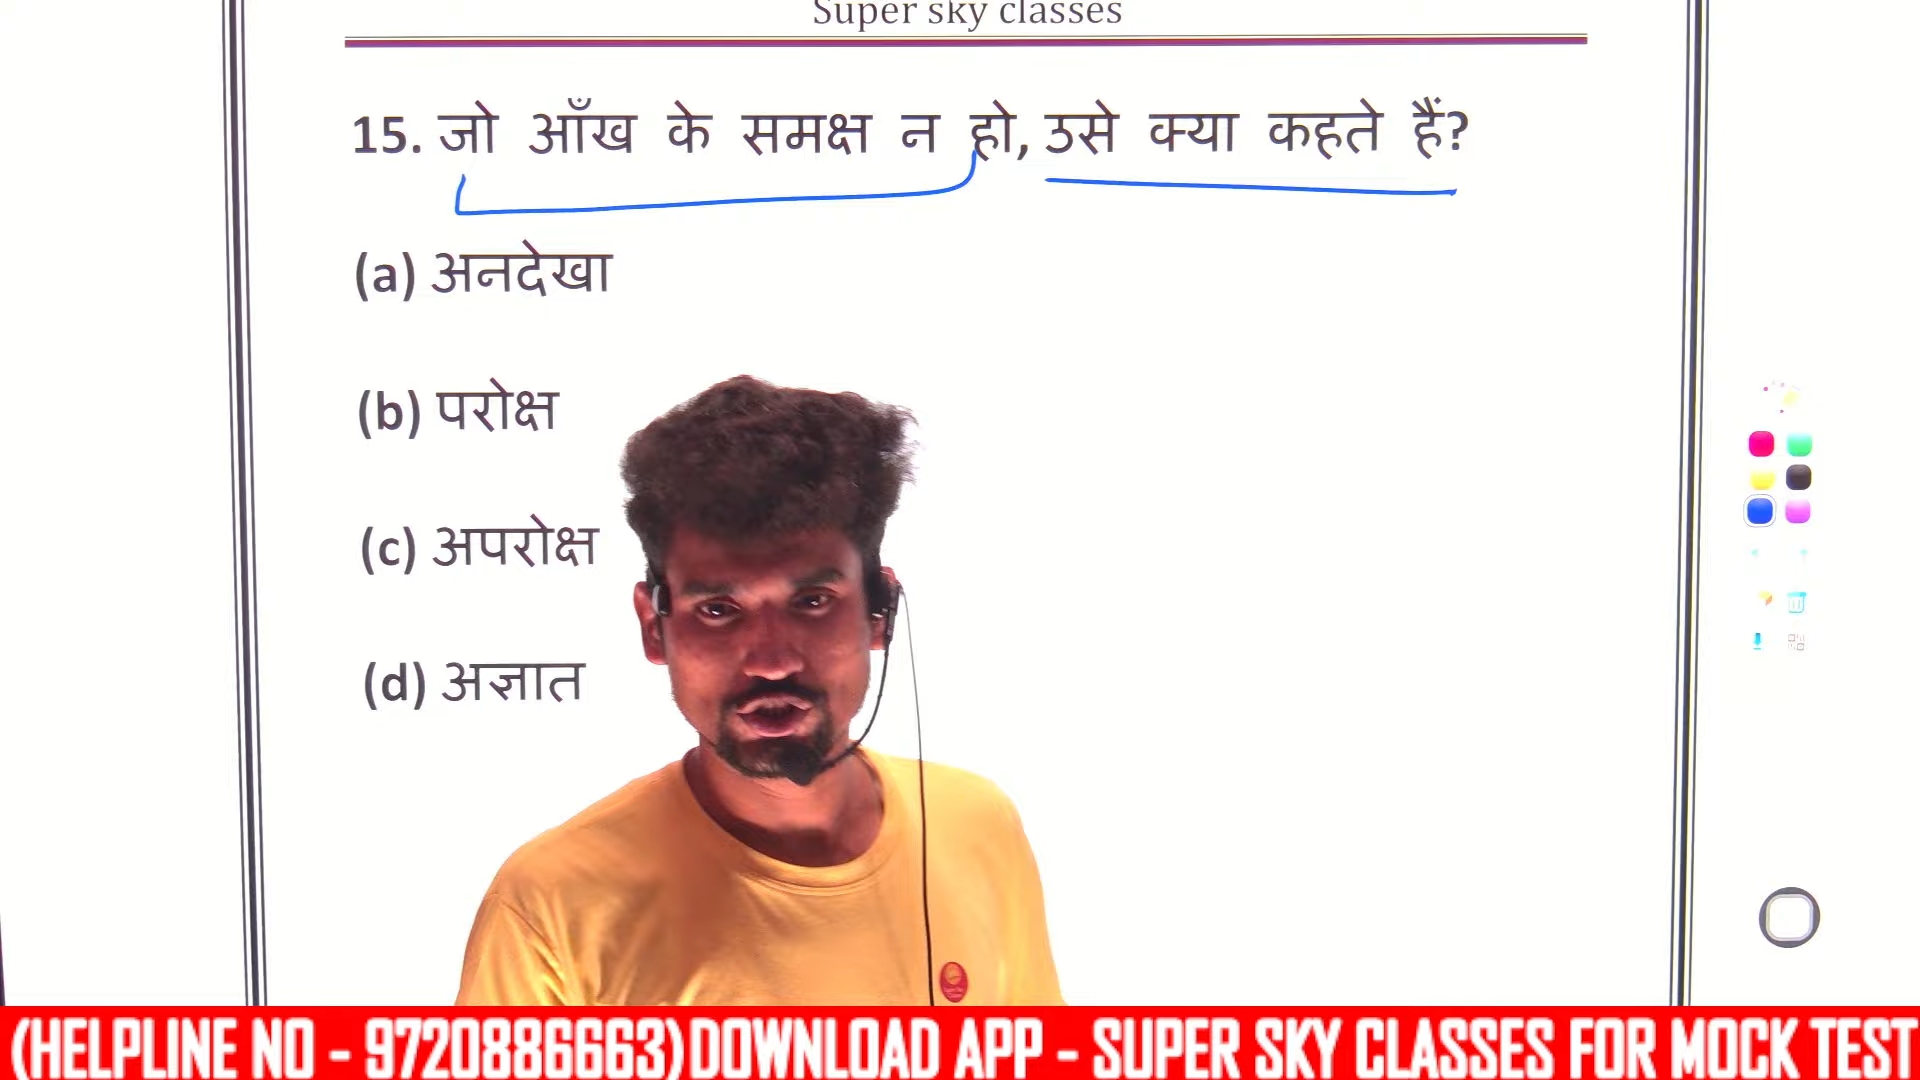 Super sky classes
15. जो आँख के समक्ष न हो, उसे क्या कहते हैं?
(a) अनदेखा
(b) परोक्ष
(c) अपरोक्ष
(d) अज्ञात
(HELPLINE NO - 9720886663) DOWNLOAD APP - SUPER SKY CLASSES FOR MOCK TEST